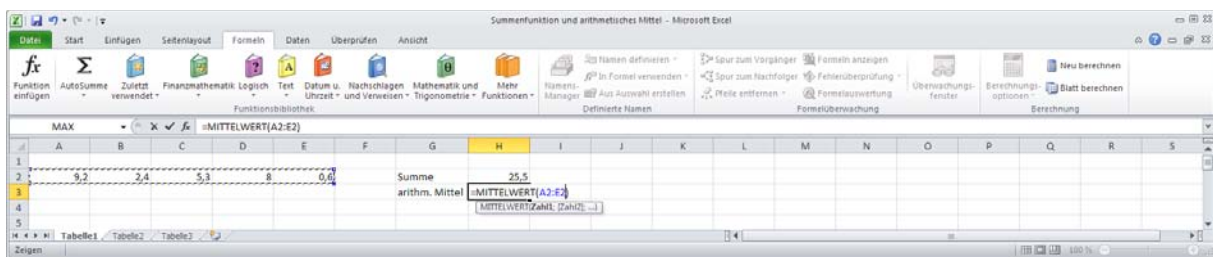 Summenfunktion und arithmetisches Mittel - Microsoft Excel
Datei Start Einfügen Seitenlayout Formeln Daten Überprüfen Ansicht
fx Σ ? A θ
Funktion einfügen AutoSumme Zuletzt verwendet Finanzmathematik Logisch Text Datum u. Uhrzeit Nachschlagen und Verweisen Mathematik und Trigonometrie Mehr Funktionen
Namens-Manager Namen definieren In Formel verwenden Aus Auswahl erstellen
Spur zum Vorgänger Spur zum Nachfolger Pfeile entfernen Formeln anzeigen Fehlerüberprüfung Formelauswertung Überwachungsfenster
Berechnungsoptionen Neu berechnen Blatt berechnen
Funktionsbibliothek Definierte Namen Formelüberwachung Berechnung
MAX fx =MITTELWERT(A2:E2)
A B C D E F G H I J K L M N O P Q R S
1
2 9,2 2,4 5,3 8 0,6 Summe 25,5
3 arithm. Mittel =MITTELWERT(A2:E2)
4 MITTELWERT(Zahl1; [Zahl2]; ...)
5
Tabelle1 Tabelle2 Tabelle3
Zeigen 100 %